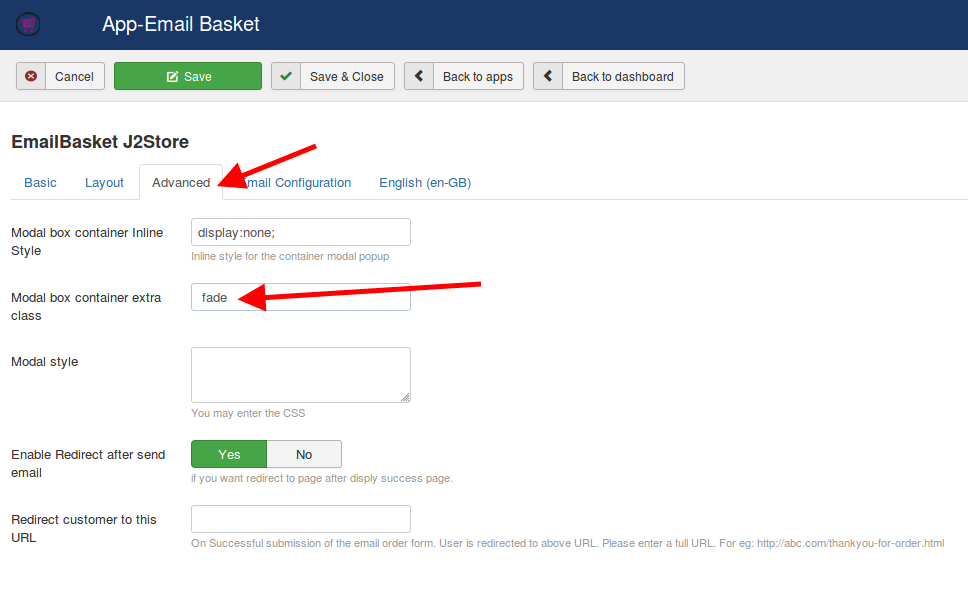 App-Email Basket
Cancel
Save
Save & Close
Back to apps
Back to dashboard
EmailBasket J2Store
Basic
Layout
Advanced
mail Configuration
English (en-GB)
Modal box container Inline
Style
display:none;
Inline style for the container modal popup
Modal box container extra
class
fade
Modal style
You may enter the CSS
Enable Redirect after send
email
Yes
No
if you want redirect to page after disply success page.
Redirect customer to this
URL
On Successful submission of the email order form. User is redirected to above URL. Please enter a full URL. For eg: http://abc.com/thankyou-for-order.html